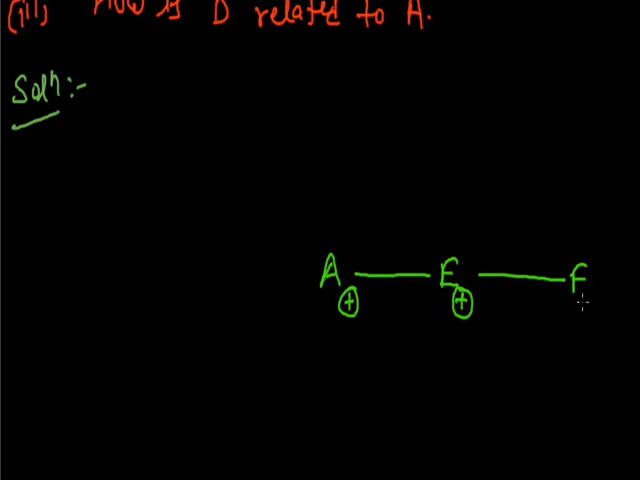 (iii) How is D related to A.
Soln:-
A — E — F
+ +